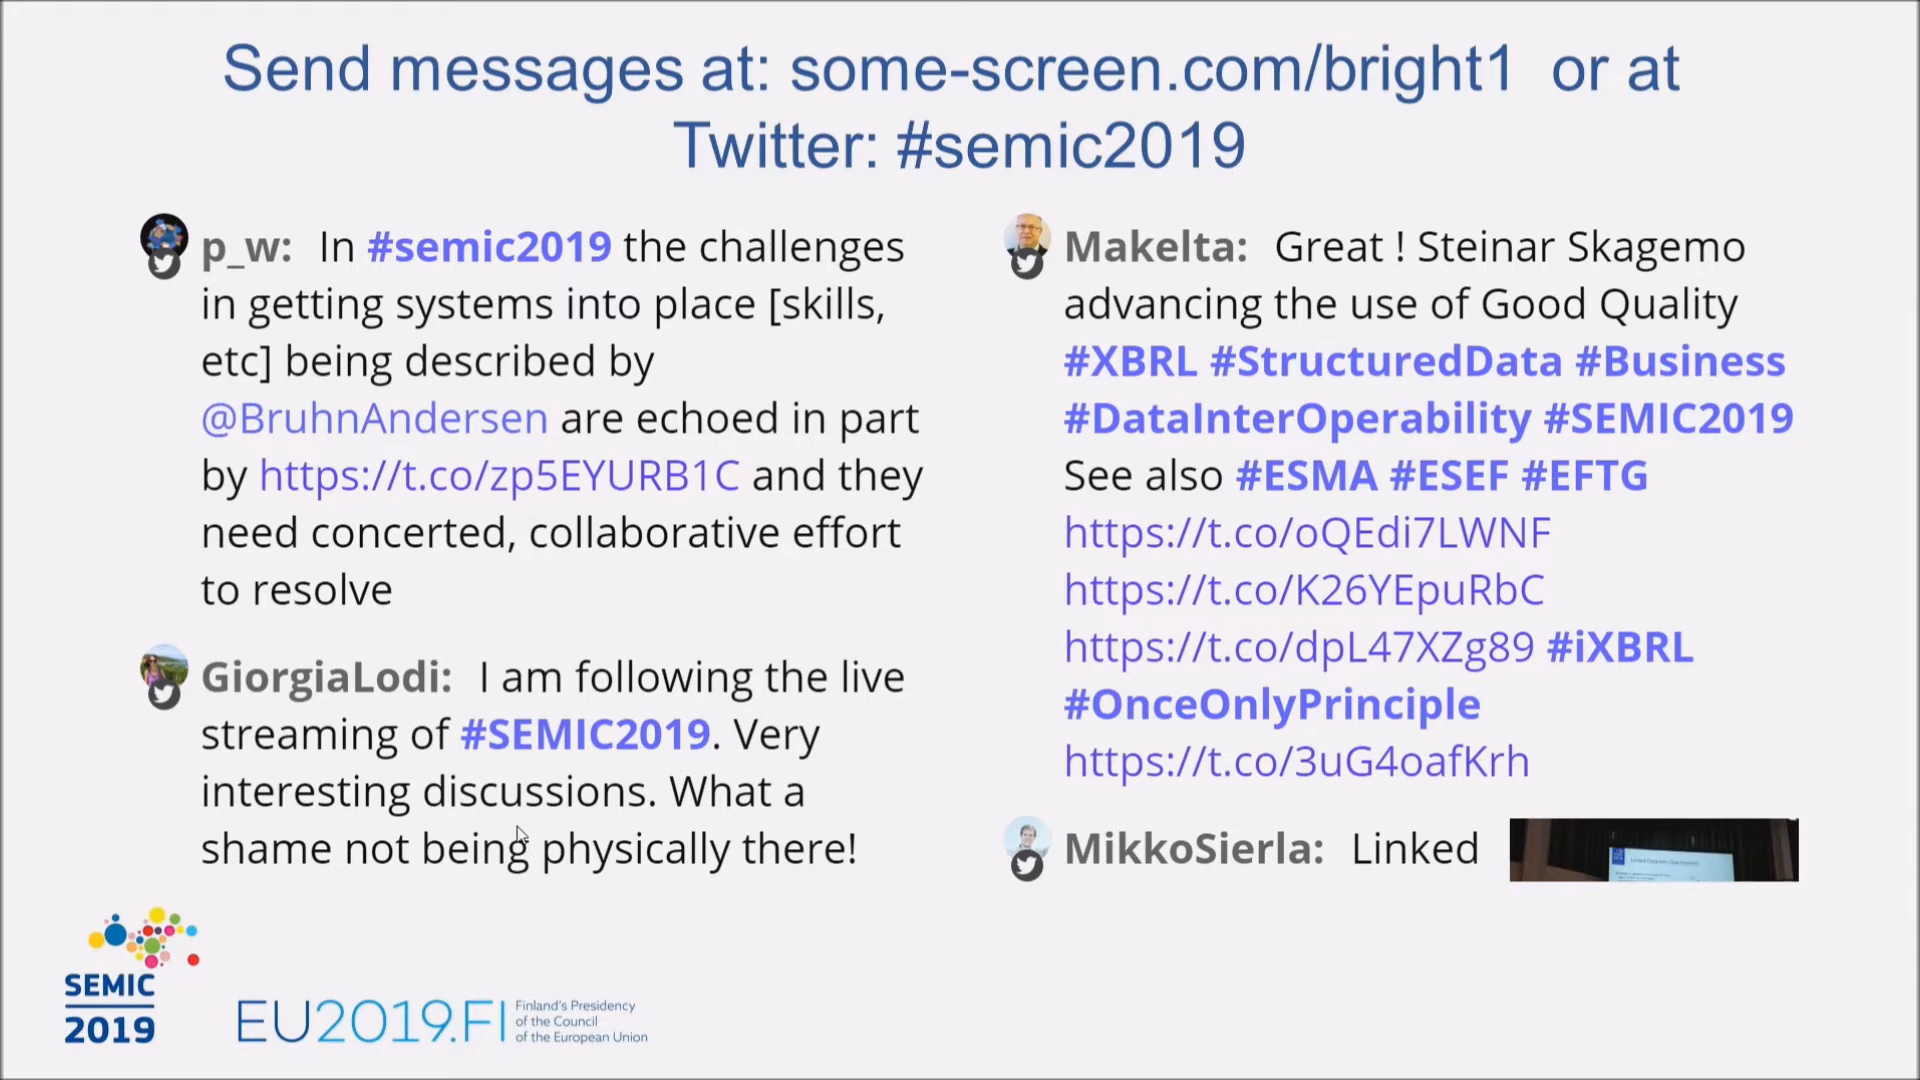 Send messages at: some-screen.com/bright1 or at
Twitter: #semic2019
p_w: In #semic2019 the challenges
in getting systems into place [skills,
etc] being described by
@BruhnAndersen are echoed in part
by https://t.co/zp5EYURB1C and they
need concerted, collaborative effort
to resolve
GiorgiaLodi: I am following the live
streaming of #SEMIC2019. Very
interesting discussions. What a
shame not being physically there!
Makelta: Great ! Steinar Skagemo
advancing the use of Good Quality
#XBRL #StructuredData #Business
#DataInterOperability #SEMIC2019
See also #ESMA #ESEF #EFTG
https://t.co/oQEdi7LWNF
https://t.co/K26YEpuRbC
https://t.co/dpL47XZg89 #iXBRL
#OnceOnlyPrinciple
https://t.co/3uG4oafKrh
MikkoSierla: Linked
SEMIC
2019
EU2019.FI
Finland's Presidency
of the Council
of the European Union